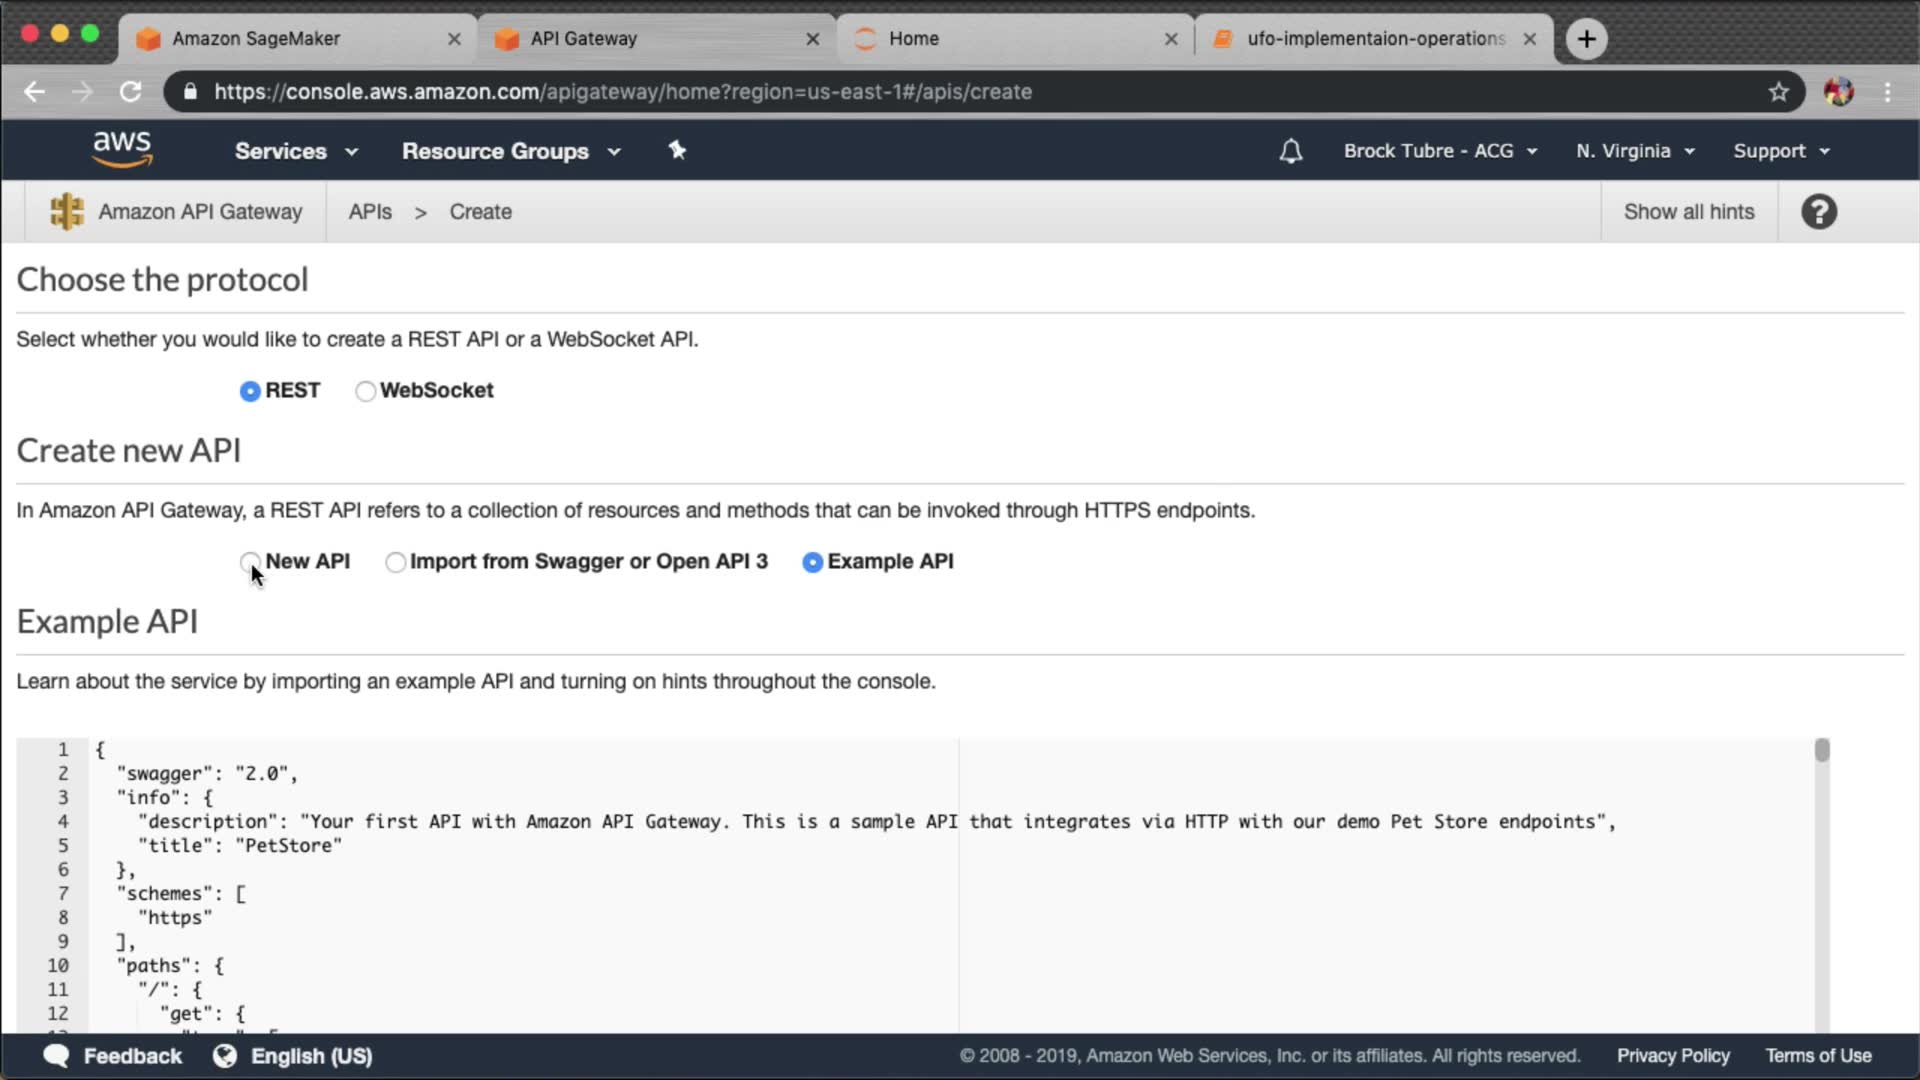 Amazon SageMaker
API Gateway
Home
ufo-implementaion-operations
https://console.aws.amazon.com/apigateway/home?region=us-east-1#/apis/create
aws
Services
Resource Groups
Brock Tubre - ACG
N. Virginia
Support
Amazon API Gateway
APIs > Create
Show all hints
?
Choose the protocol
Select whether you would like to create a REST API or a WebSocket API.
REST
WebSocket
Create new API
In Amazon API Gateway, a REST API refers to a collection of resources and methods that can be invoked through HTTPS endpoints.
New API
Import from Swagger or Open API 3
Example API
Example API
Learn about the service by importing an example API and turning on hints throughout the console.
1 {
2 "swagger": "2.0",
3 "info": {
4 "description": "Your first API with Amazon API Gateway. This is a sample API that integrates via HTTP with our demo Pet Store endpoints",
5 "title": "PetStore"
6 },
7 "schemes": [
8 "https"
9 ],
10 "paths": {
11 "/": {
12 "get": {
Feedback
English (US)
© 2008 - 2019, Amazon Web Services, Inc. or its affiliates. All rights reserved.
Privacy Policy
Terms of Use